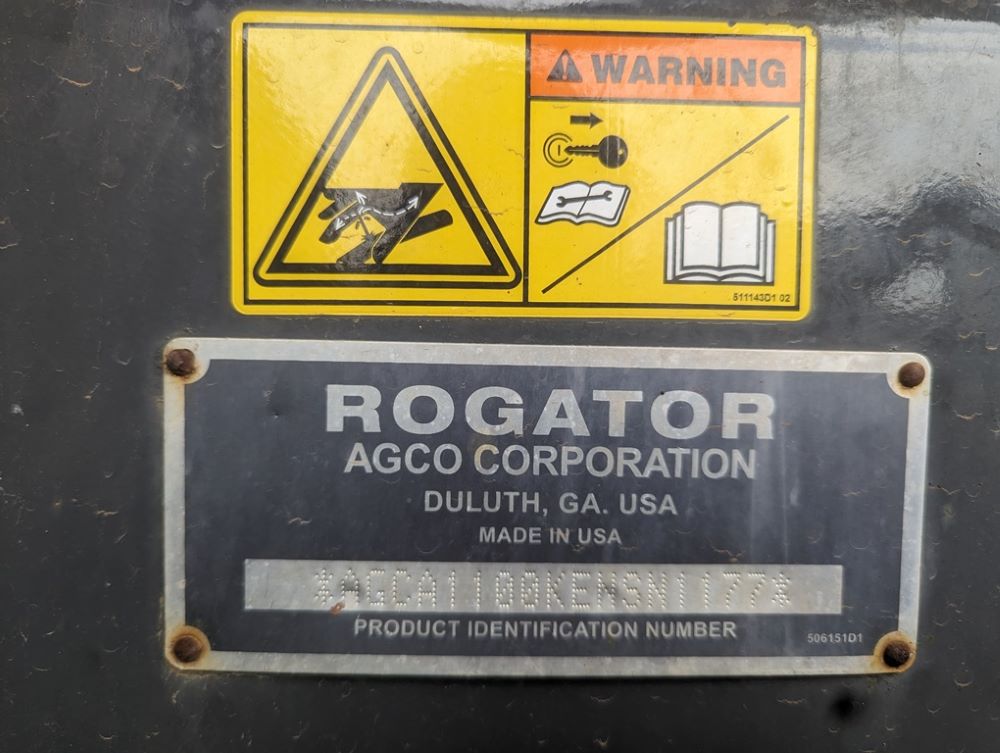 WARNING
511143D1 02
ROGATOR
AGCO CORPORATION
DULUTH, GA. USA
MADE IN USA
*AGCA1100KENSN1177*
PRODUCT IDENTIFICATION NUMBER
506151D1